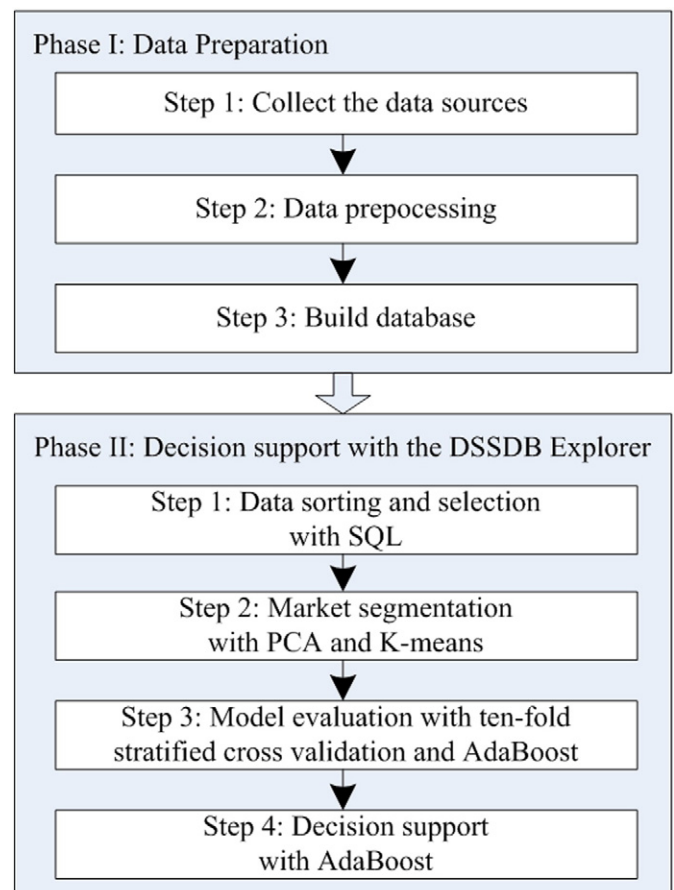 Phase I: Data Preparation
Step 1: Collect the data sources
Step 2: Data prepocessing
Step 3: Build database
Phase II: Decision support with the DSSDB Explorer
Step 1: Data sorting and selection
with SQL
Step 2: Market segmentation
with PCA and K-means
Step 3: Model evaluation with ten-fold
stratified cross validation and AdaBoost
Step 4: Decision support
with AdaBoost